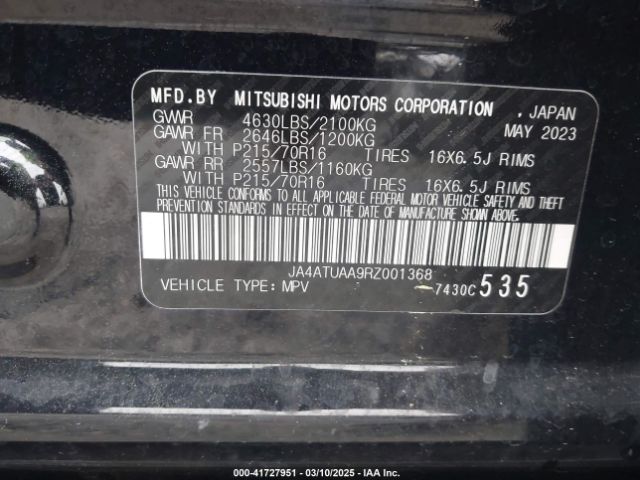 MFD.BY MITSUBISHI MOTORS CORPORATION , JAPAN
GVWR 4630LBS/2100KG MAY 2023
GAWR FR 2646LBS/1200KG
WITH P215/70R16 TIRES 16X6.5J RIMS
GAWR RR 2557LBS/1160KG
WITH P215/70R16 TIRES 16X6.5J RIMS
THIS VEHICLE CONFORMS TO ALL APPLICABLE FEDERAL MOTOR VEHICLE SAFETY AND THEFT
PREVENTION STANDARDS IN EFFECT ON THE DATE OF MANUFACTURE SHOWN ABOVE.
JA4ATUAA9RZ001368
VEHICLE TYPE: MPV 7430C 535
000-41727951 - 03/10/2025 - IAAI.COM